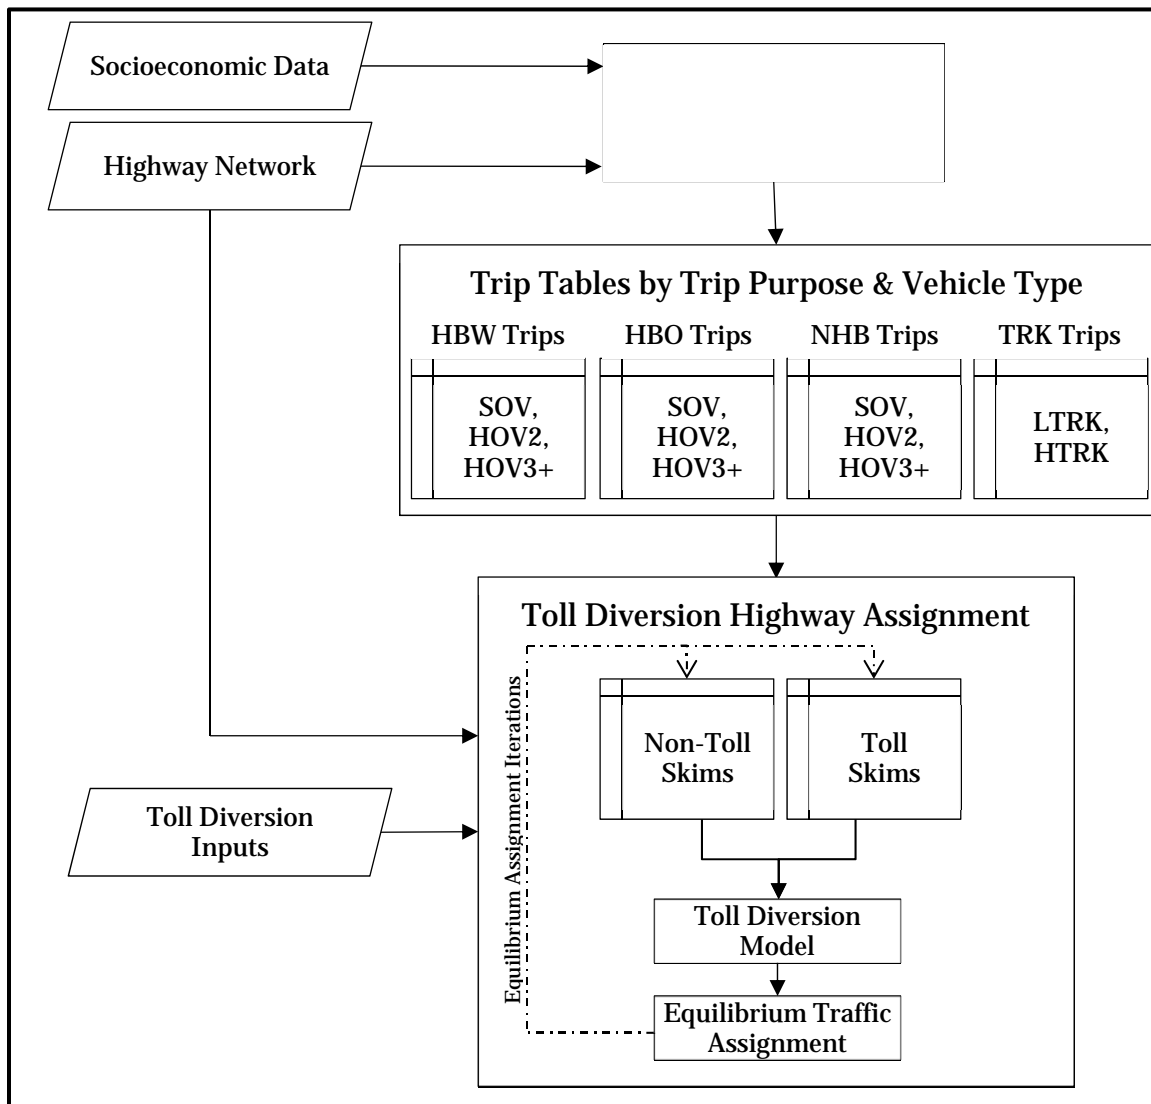 Socioeconomic Data
Highway Network
Trip Tables by Trip Purpose & Vehicle Type
HBW Trips
HBO Trips
NHB Trips
TRK Trips
SOV,
HOV2,
HOV3+
SOV,
HOV2,
HOV3+
SOV,
HOV2,
HOV3+
LTRK,
HTRK
Toll Diversion Highway Assignment
Equilibrium Assignment Iterations
Non-Toll
Skims
Toll
Skims
Toll Diversion
Inputs
Toll Diversion
Model
Equilibrium Traffic
Assignment